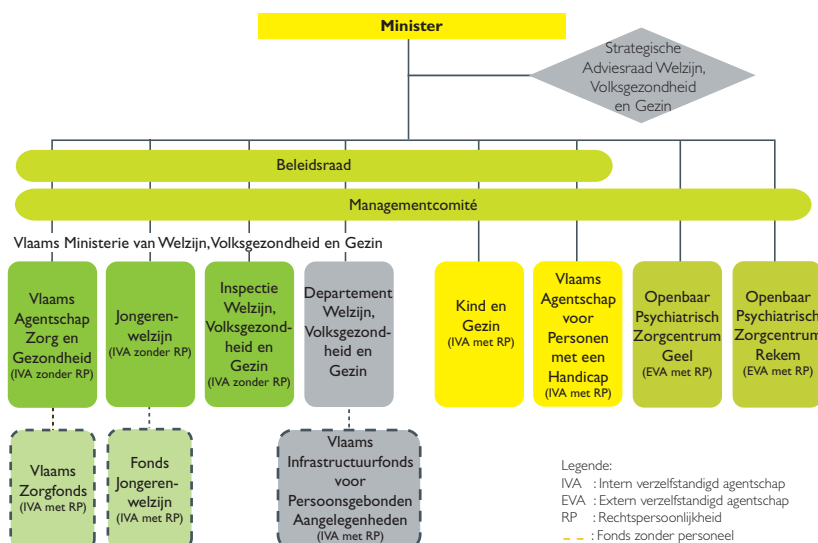 Minister
Strategische
Adviesraad Welzijn,
Volksgezondheid
en Gezin
Beleidsraad
Managementcomité
Vlaams Ministerie van Welzijn, Volksgezondheid en Gezin
Vlaams
Agentschap
Zorg en
Gezondheid
(IVA zonder RP)
Jongeren-
welzijn
(IVA zonder RP)
Inspectie
Welzijn,
Volksgezond-
heid en
Gezin
(IVA zonder RP)
Departement
Welzijn,
Volksgezond-
heid en
Gezin
Kind en
Gezin
(IVA met RP)
Vlaams
Agentschap
voor
Personen
met een
Handicap
(IVA met RP)
Openbaar
Psychiatrisch
Zorgcentrum
Geel
(EVA met RP)
Openbaar
Psychiatrisch
Zorgcentrum
Rekem
(EVA met RP)
Vlaams
Zorgfonds
(IVA met RP)
Fonds
Jongeren-
welzijn
(IVA met RP)
Vlaams
Infrastructuurfonds
voor
Persoonsgebonden
Aangelegenheden
(IVA met RP)
Legende:
IVA : Intern verzelfstandigd agentschap
EVA : Extern verzelfstandigd agentschap
RP : Rechtspersoonlijkheid
: Fonds zonder personeel